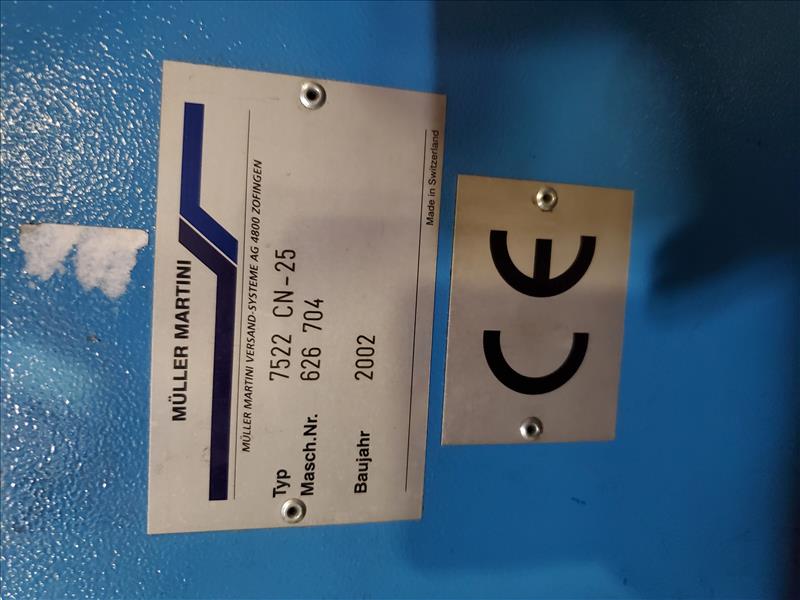 MÜLLER MARTINI
MÜLLER MARTINI VERSAND-SYSTEME AG 4800 ZOFINGEN
Typ 7522 CN-25
Masch.Nr. 626 704
Baujahr 2002
Made in Switzerland
CE